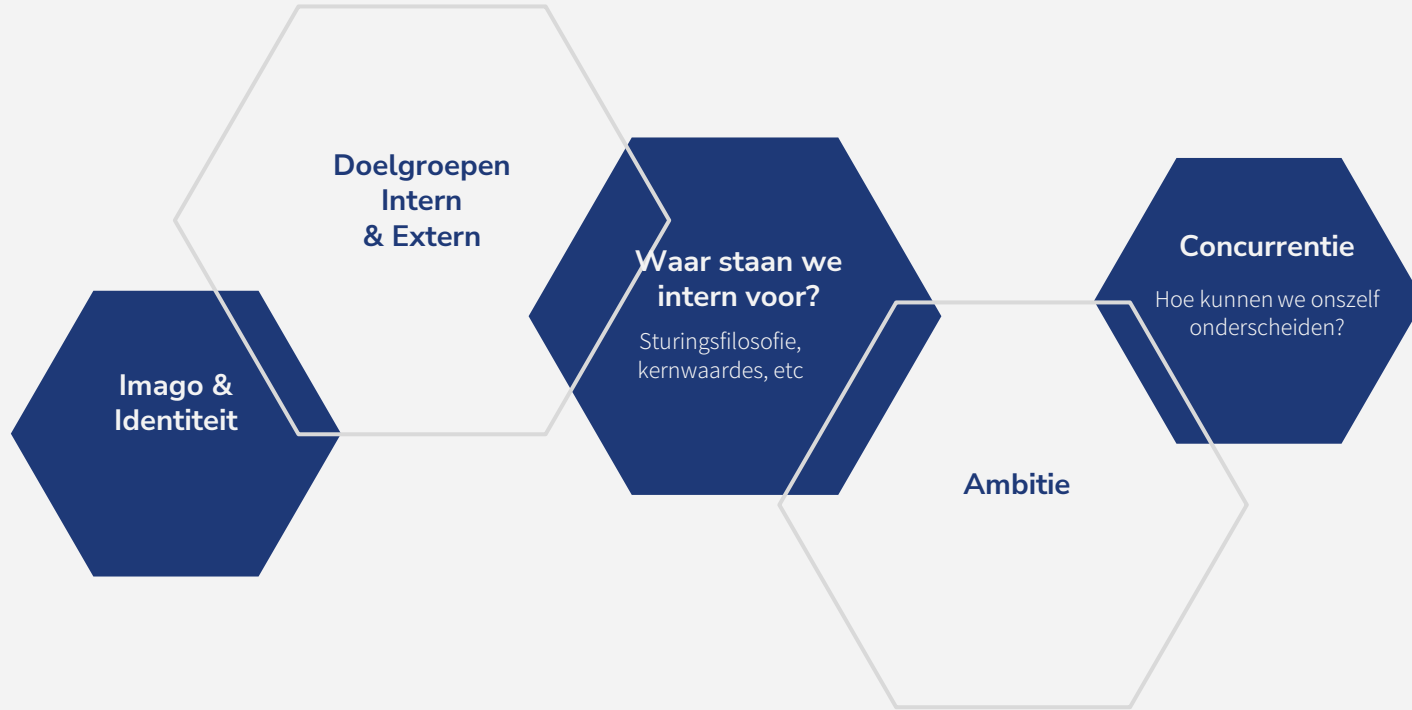 Imago &
Identiteit
Doelgroepen
Intern
& Extern
Waar staan we
intern voor?
Sturingsfilosofie,
kernwaardes, etc
Ambitie
Concurrentie
Hoe kunnen we onszelf
onderscheiden?